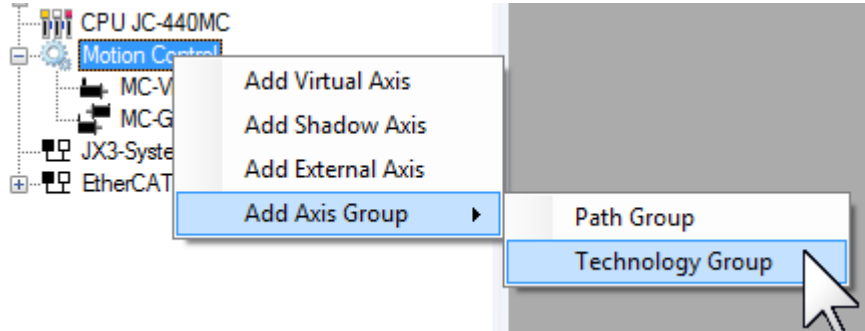 CPU JC-440MC
Motion Control
MC-V
MC-G
JX3-Syste
EtherCAT
Add Virtual Axis
Add Shadow Axis
Add External Axis
Add Axis Group
Path Group
Technology Group